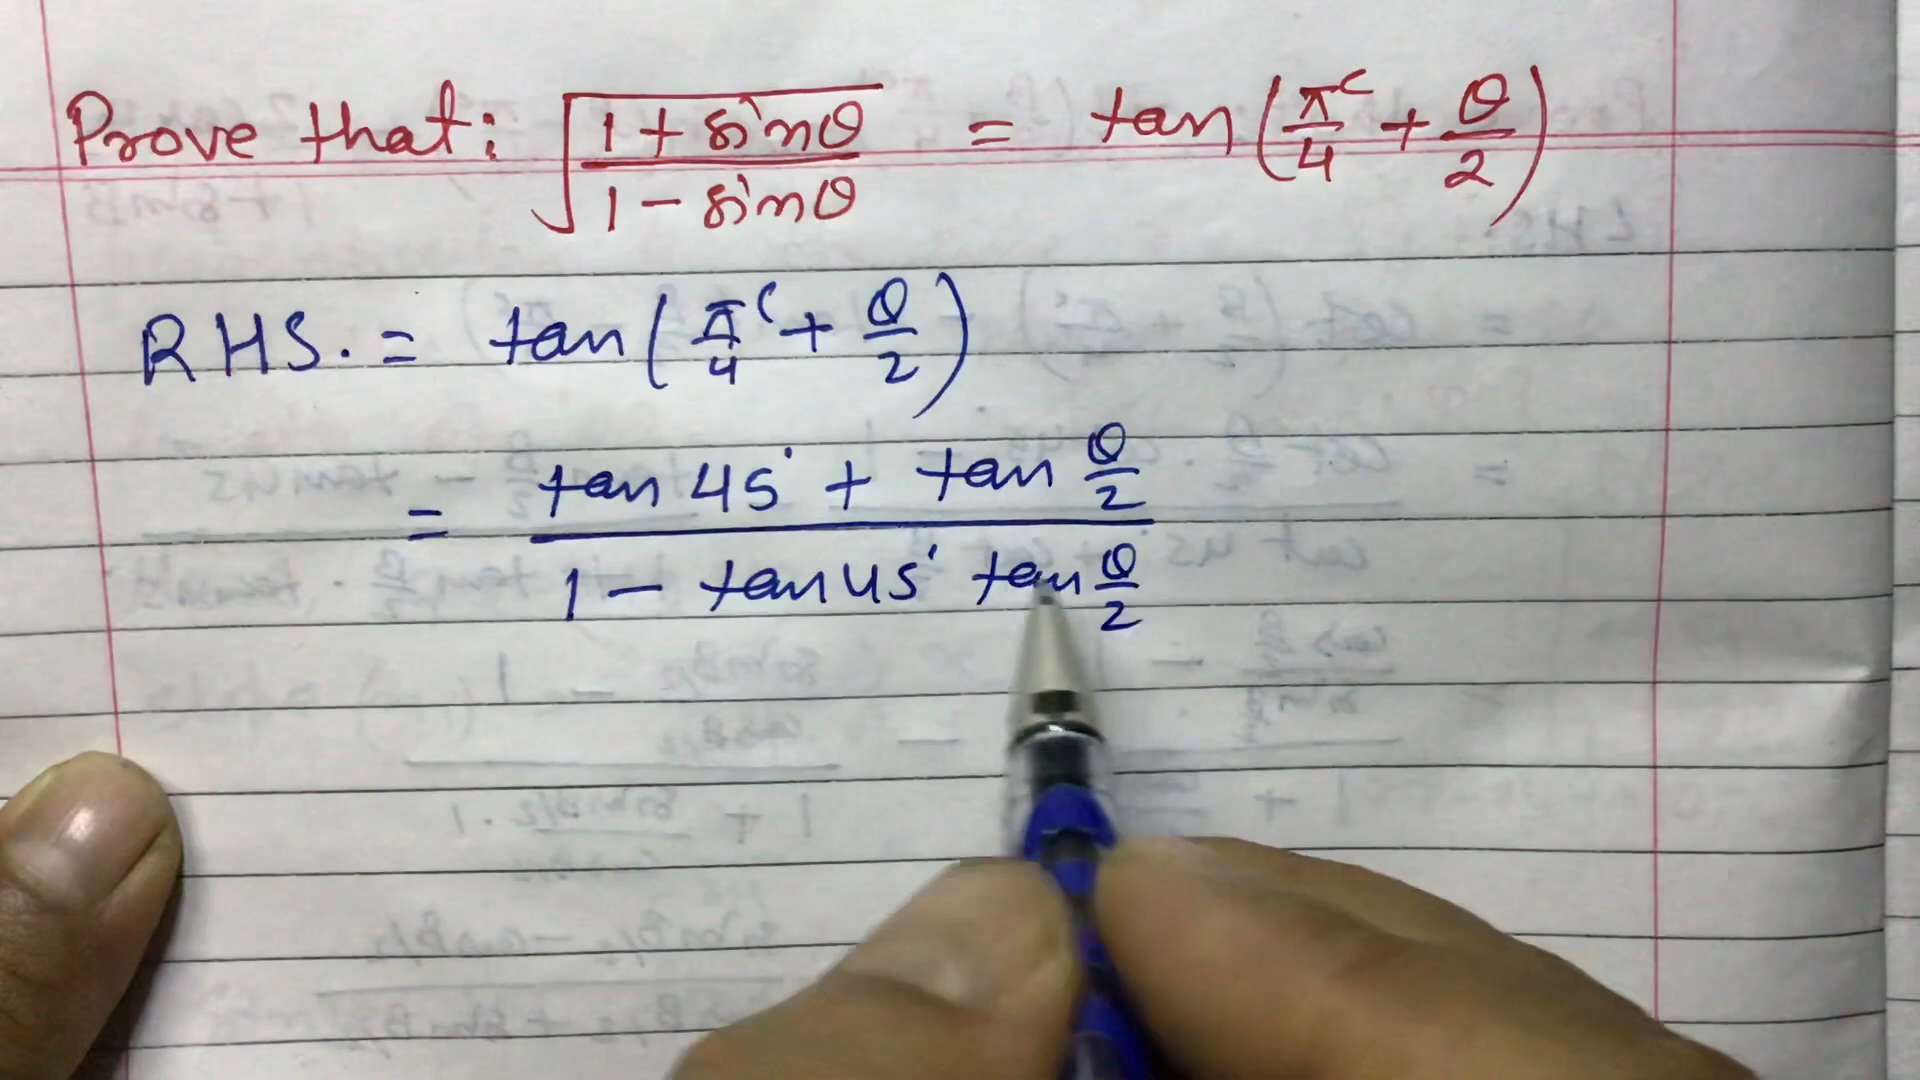 Prove that: √((1 + sinθ)/(1 - sinθ)) = tan(π^c/4 + θ/2)
RHS. = tan(π^c/4 + θ/2)
= (tan 45° + tan θ/2)/(1 - tan 45° tan θ/2)